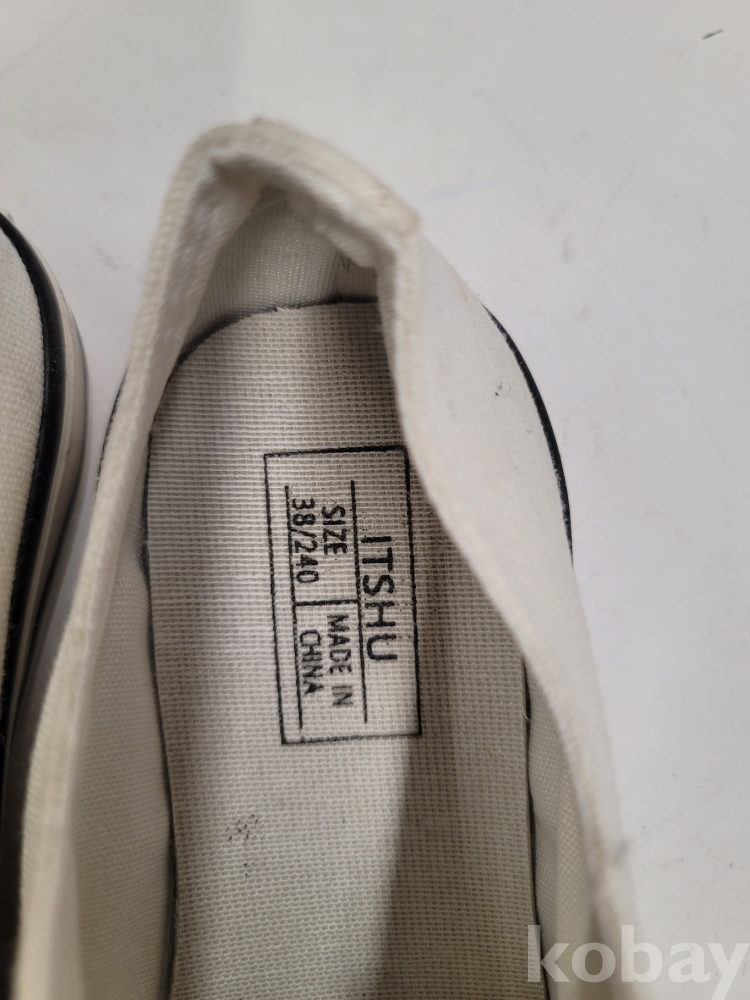 ITSHU
SIZE MADE IN
38/240 CHINA
kobay